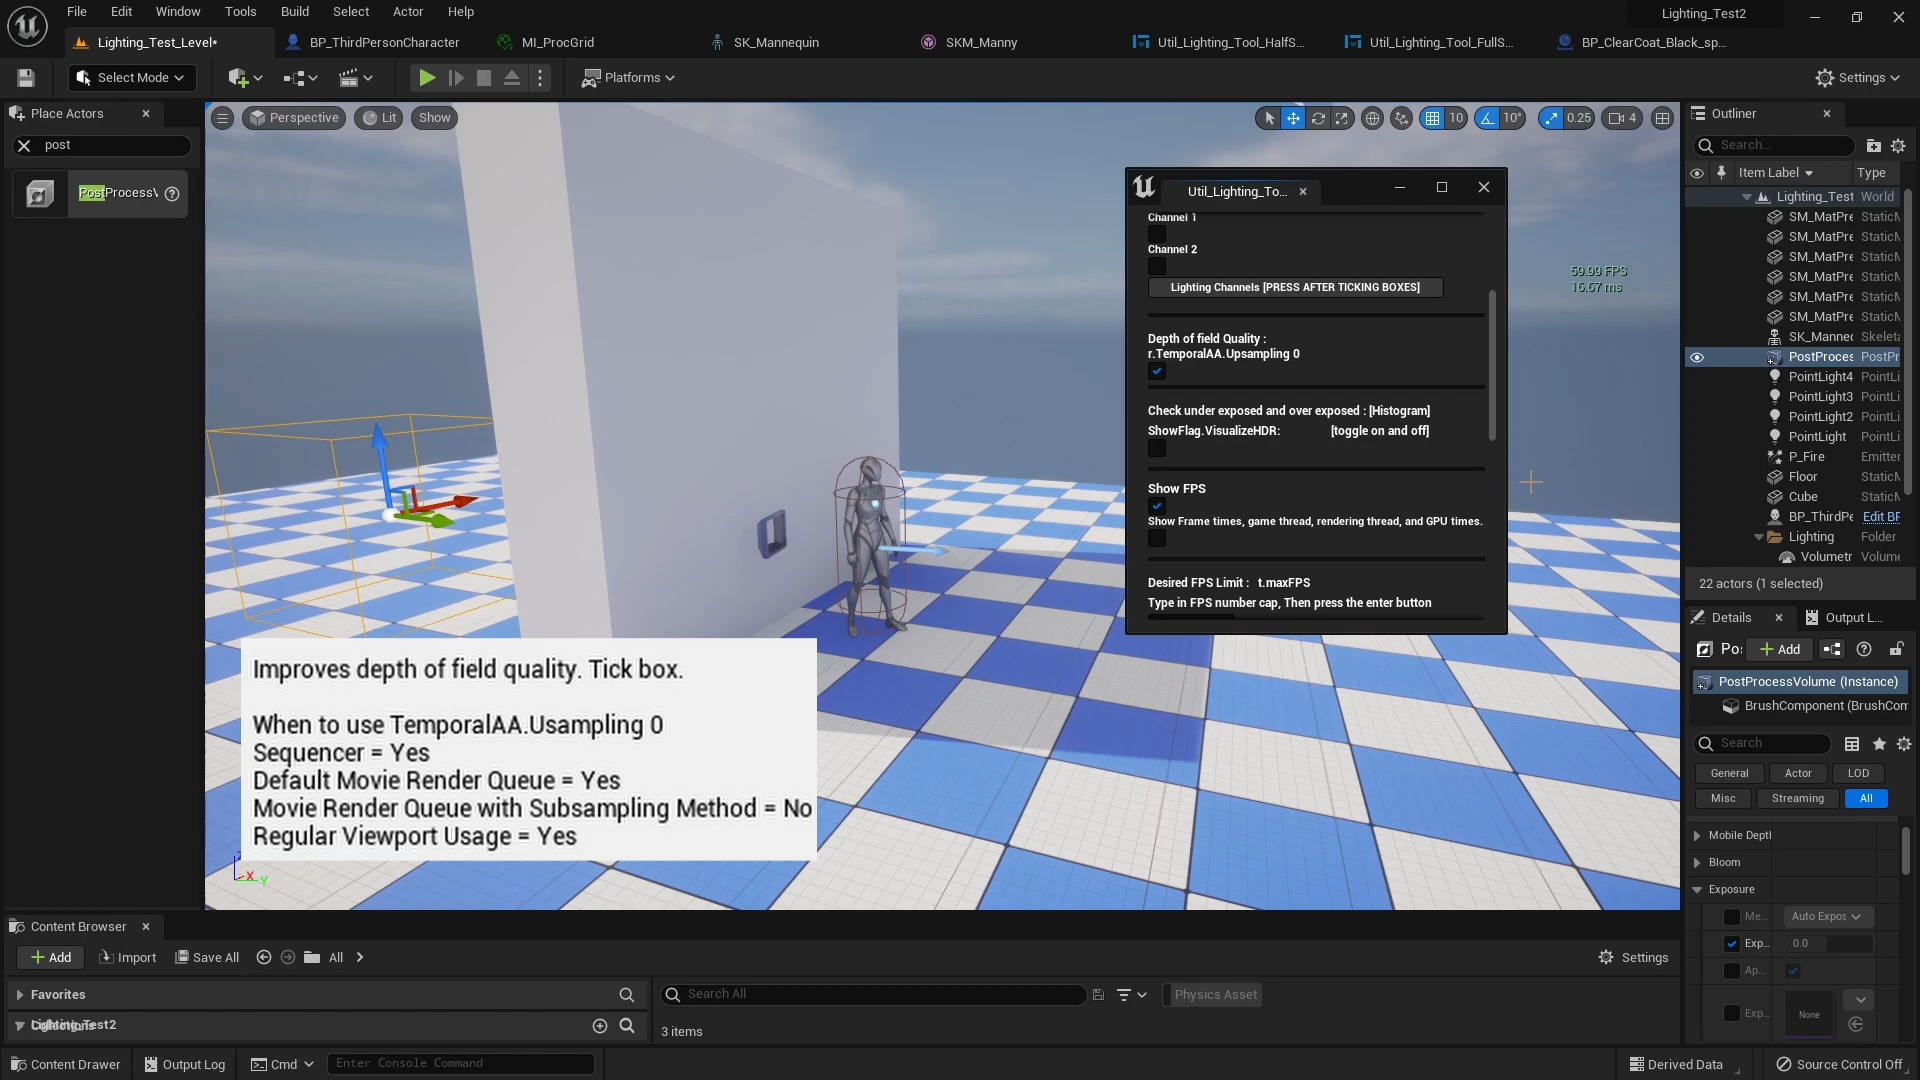 File Edit Window Tools Build Select Actor Help
Lighting_Test2
Lighting_Test_Level*
BP_ThirdPersonCharacter
MI_ProcGrid
SK_Mannequin
SKM_Manny
Util_Lighting_Tool_HalfS...
Util_Lighting_Tool_FullS...
BP_ClearCoat_Black_sp...
Select Mode
Platforms
Settings
Place Actors
post
PostProcessV
Perspective
Lit
Show
10
10°
0.25
4
Util_Lighting_To...
Channel 1
Channel 2
Lighting Channels [PRESS AFTER TICKING BOXES]
Depth of field Quality :
r.TemporalAA.Upsampling 0
Check under exposed and over exposed : [Histogram]
ShowFlag.VisualizeHDR: [toggle on and off]
Show FPS
Show Frame times, game thread, rendering thread, and GPU times.
Desired FPS Limit : t.maxFPS
Type in FPS number cap, Then press the enter button
59.99 FPS
16.67 ms
Improves depth of field quality. Tick box.
When to use TemporalAA.Usampling 0
Sequencer = Yes
Default Movie Render Queue = Yes
Movie Render Queue with Subsampling Method = No
Regular Viewport Usage = Yes
X
Y
Outliner
Search...
Item Label Type
Lighting_Test World
SM_MatPre StaticM
SM_MatPre StaticM
SM_MatPre StaticM
SM_MatPre StaticM
SM_MatPre StaticM
SM_MatPre StaticM
SK_Mannec Skeleta
PostProces PostPr
PointLight4 PointLi
PointLight3 PointLi
PointLight2 PointLi
PointLight PointLi
P_Fire Emitter
Floor StaticM
Cube StaticM
BP_ThirdPe Edit BP
Lighting Folder
Volumetr Volume
22 actors (1 selected)
Details
Output L...
Po
Add
PostProcessVolume (Instance)
BrushComponent (BrushCom
Search
General Actor LOD
Misc Streaming All
Mobile Depth
Bloom
Exposure
Me... Auto Expos
Exp... 0.0
Ap...
Exp...
None
Content Browser
Add
Import
Save All
All
Settings
Favorites
Lighting_Test2
Search All
Physics Asset
3 items
Content Drawer
Output Log
Cmd
Enter Console Command
Derived Data
Source Control Off